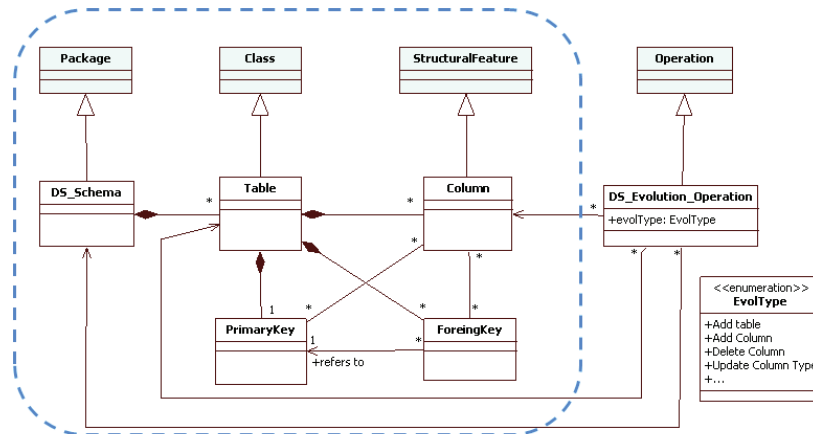 Package
Class
StructuralFeature
Operation
DS_Schema
*
Table
*
Column
*
DS_Evolution_Operation
+evolType: EvolType
*
*
*
*
*
*
*
1
PrimaryKey
1
+refers to
*
ForeingKey
<<enumeration>>
EvolType
+Add table
+Add Column
+Delete Column
+Update Column Type
+...